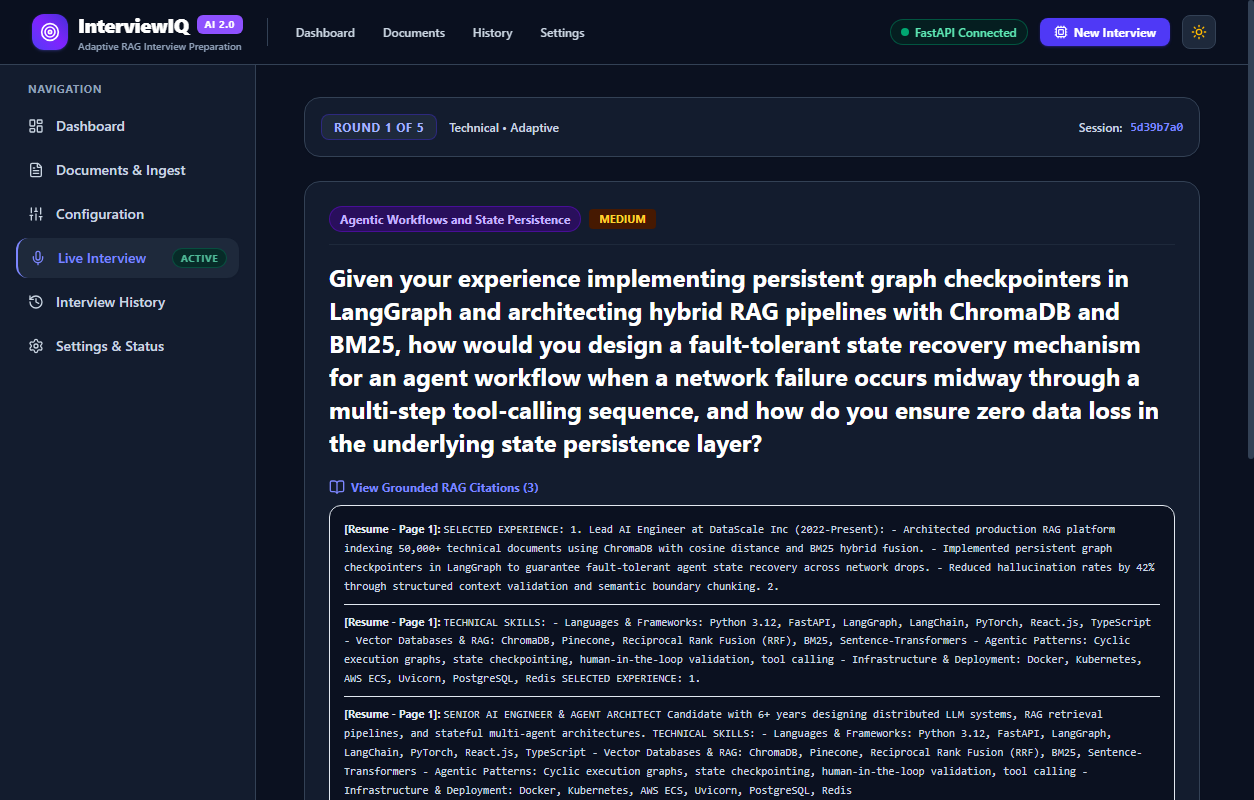 InterviewIQ AI 2.0
Adaptive RAG Interview Preparation
Dashboard Documents History Settings
FastAPI Connected
New Interview
NAVIGATION
Dashboard
Documents & Ingest
Configuration
Live Interview ACTIVE
Interview History
Settings & Status
ROUND 1 OF 5 Technical • Adaptive Session: 5d39b7a0
Agentic Workflows and State Persistence MEDIUM
Given your experience implementing persistent graph checkpointers in
LangGraph and architecting hybrid RAG pipelines with ChromaDB and
BM25, how would you design a fault-tolerant state recovery mechanism
for an agent workflow when a network failure occurs midway through a
multi-step tool-calling sequence, and how do you ensure zero data loss in
the underlying state persistence layer?
View Grounded RAG Citations (3)
[Resume - Page 1]: SELECTED EXPERIENCE: 1. Lead AI Engineer at DataScale Inc (2022-Present): - Architected production RAG platform
indexing 50,000+ technical documents using ChromaDB with cosine distance and BM25 hybrid fusion. - Implemented persistent graph
checkpointers in LangGraph to guarantee fault-tolerant agent state recovery across network drops. - Reduced hallucination rates by 42%
through structured context validation and semantic boundary chunking. 2.
[Resume - Page 1]: TECHNICAL SKILLS: - Languages & Frameworks: Python 3.12, FastAPI, LangGraph, LangChain, PyTorch, React.js, TypeScript
- Vector Databases & RAG: ChromaDB, Pinecone, Reciprocal Rank Fusion (RRF), BM25, Sentence-Transformers - Agentic Patterns: Cyclic
execution graphs, state checkpointing, human-in-the-loop validation, tool calling - Infrastructure & Deployment: Docker, Kubernetes,
AWS ECS, Uvicorn, PostgreSQL, Redis SELECTED EXPERIENCE: 1.
[Resume - Page 1]: SENIOR AI ENGINEER & AGENT ARCHITECT Candidate with 6+ years designing distributed LLM systems, RAG retrieval
pipelines, and stateful multi-agent architectures. TECHNICAL SKILLS: - Languages & Frameworks: Python 3.12, FastAPI, LangGraph,
LangChain, PyTorch, React.js, TypeScript - Vector Databases & RAG: ChromaDB, Pinecone, Reciprocal Rank Fusion (RRF), BM25, Sentence-
Transformers - Agentic Patterns: Cyclic execution graphs, state checkpointing, human-in-the-loop validation, tool calling -
Infrastructure & Deployment: Docker, Kubernetes, AWS ECS, Uvicorn, PostgreSQL, Redis